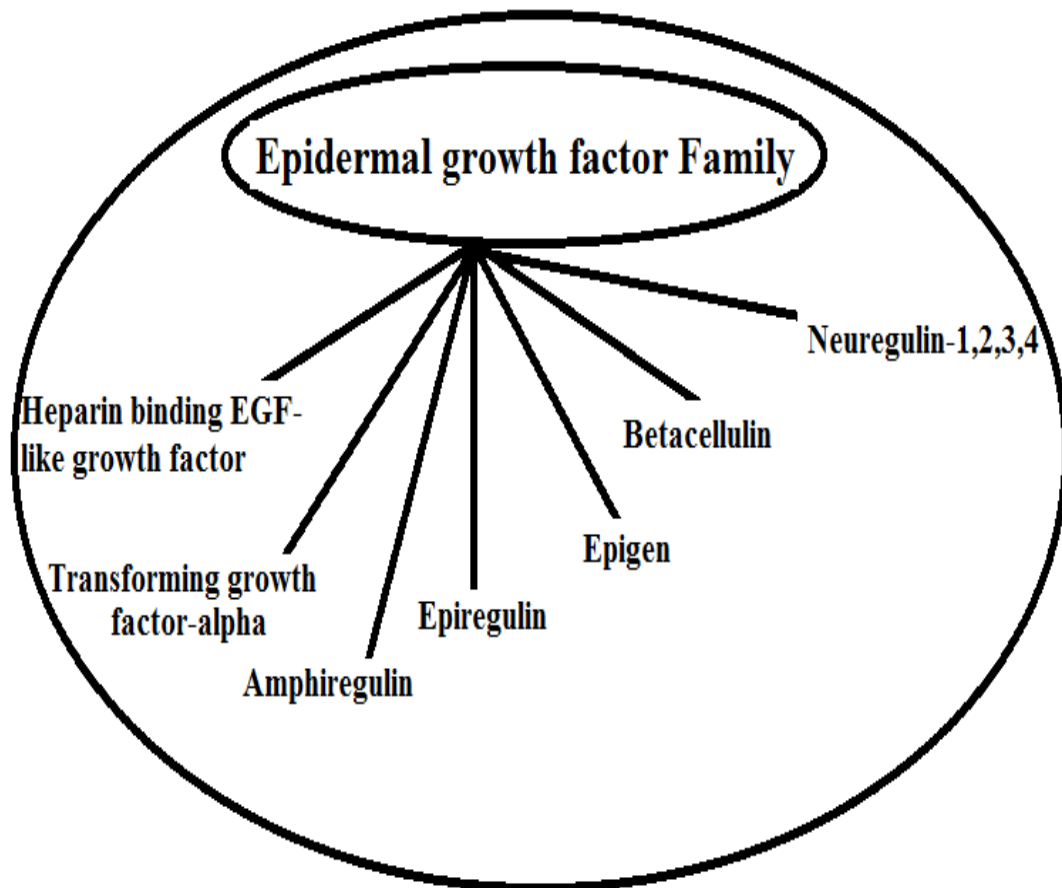 Epidermal growth factor Family
Neuregulin-1,2,3,4
Heparin binding EGF-
like growth factor
Betacellulin
Epigen
Transforming growth
factor-alpha
Epiregulin
Amphiregulin